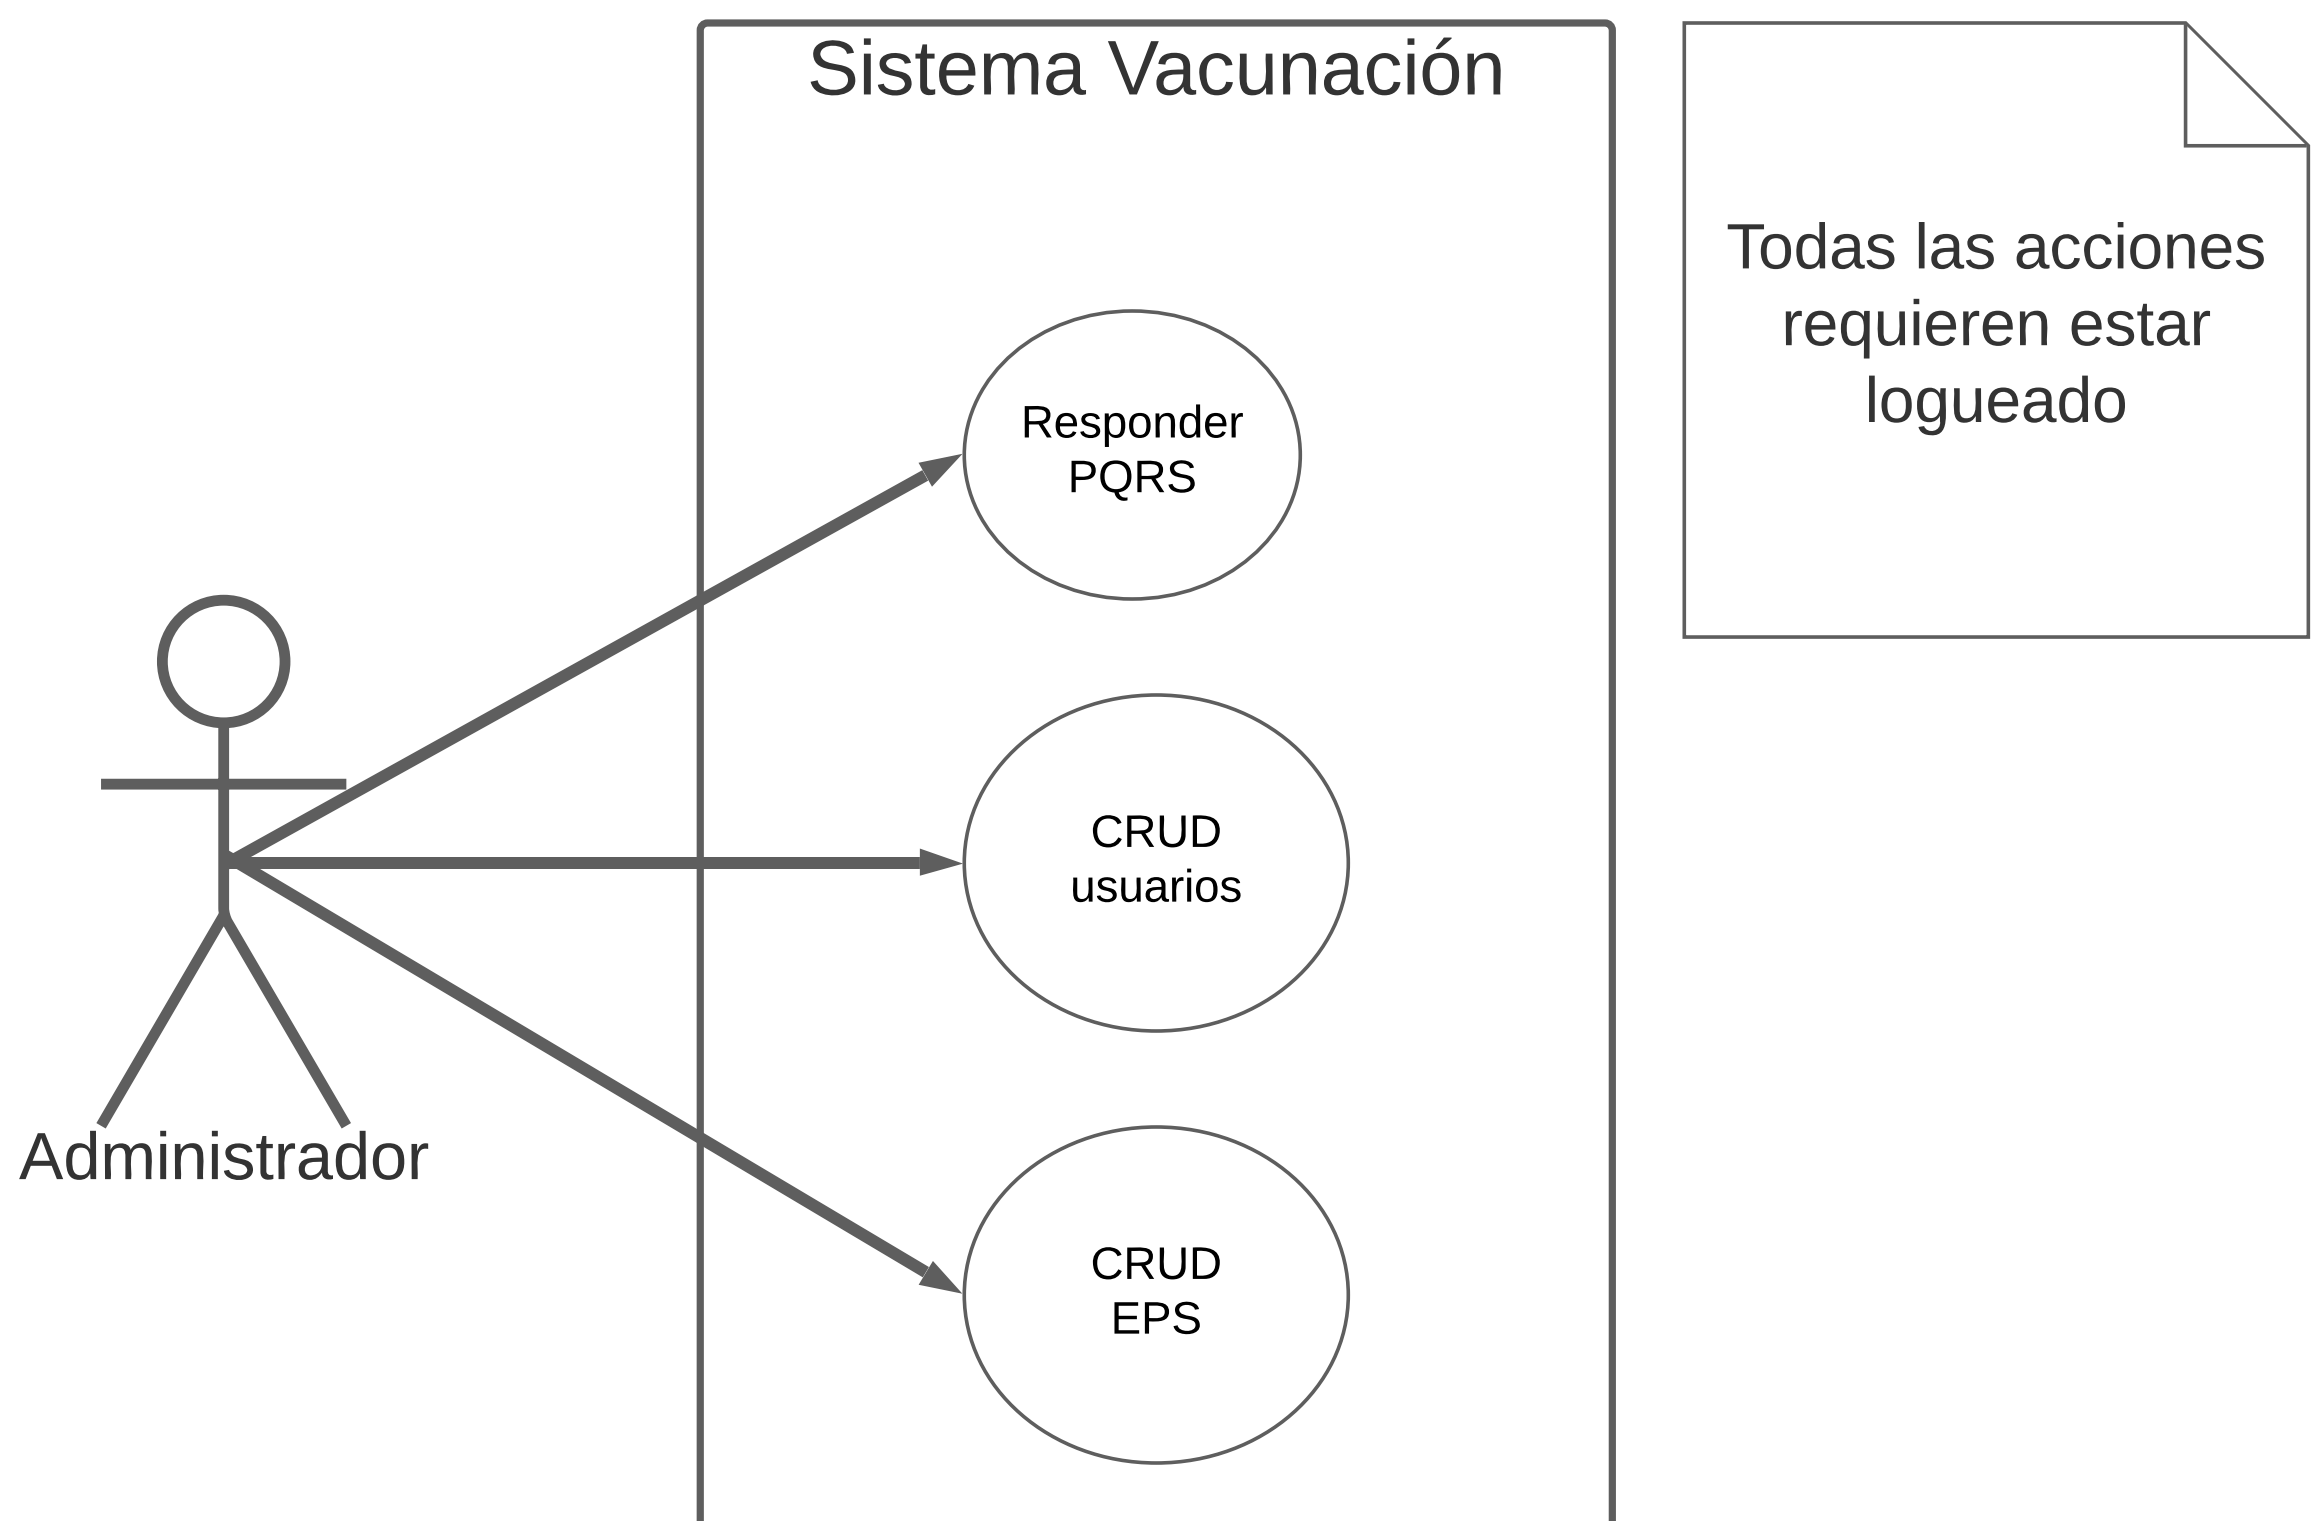 Sistema Vacunación
Todas las acciones
requieren estar
logueado
Responder
PQRS
CRUD
usuarios
Administrador
CRUD
EPS